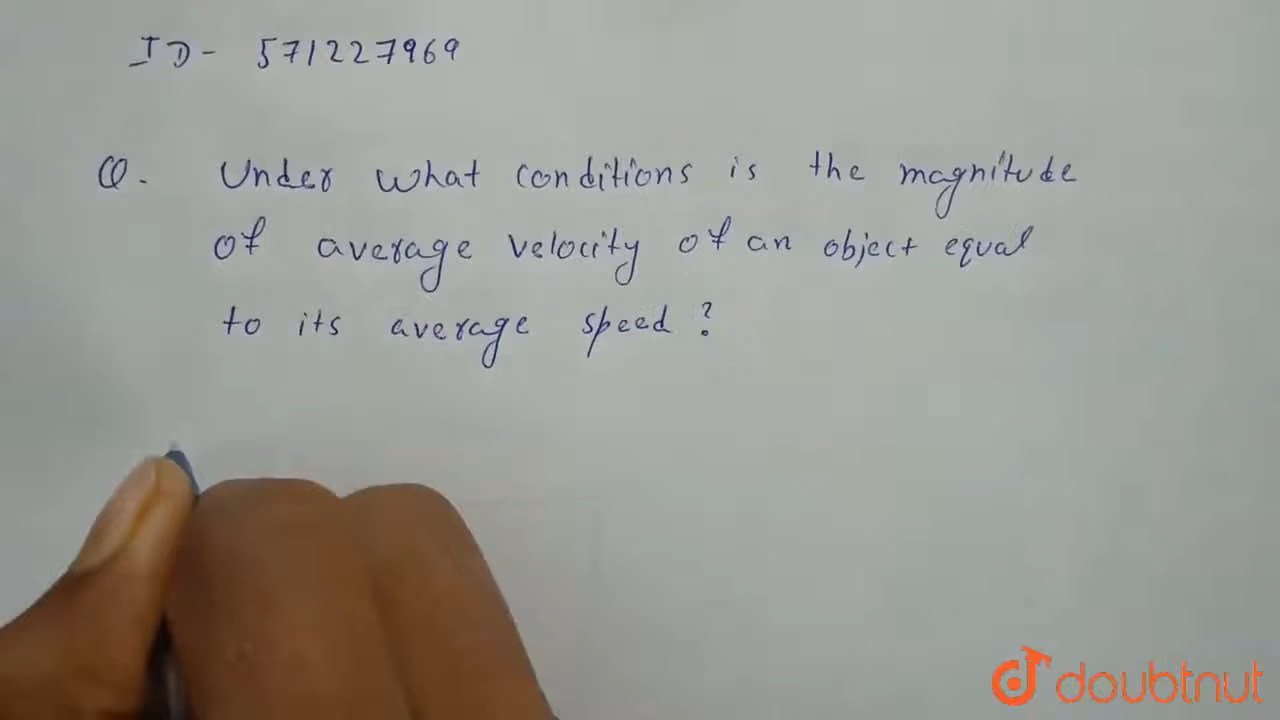 ID- 571227969
Q. Under what conditions is the magnitude
of average velocity of an object equal
to its average speed ?
doubtnut